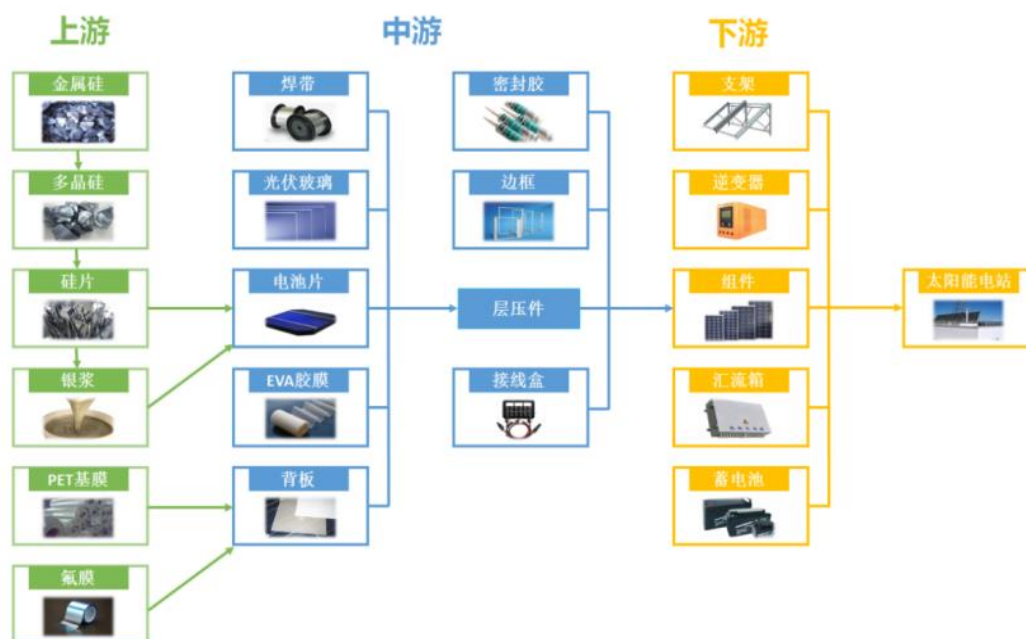 上游
中游
下游
金属硅
多晶硅
硅片
银浆
PET基膜
氟膜
焊带
光伏玻璃
电池片
EVA胶膜
背板
密封胶
边框
层压件
接线盒
支架
逆变器
组件
汇流箱
蓄电池
太阳能电站